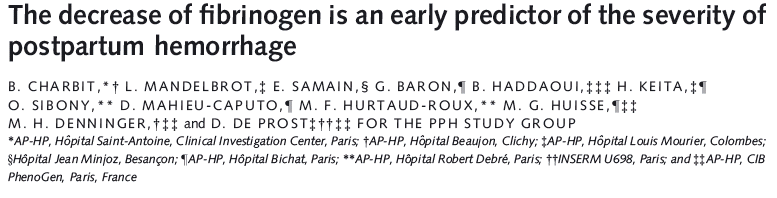 The decrease of fibrinogen is an early predictor of the severity of
postpartum hemorrhage
B. CHARBIT,*† L. MANDELBROT,‡ E. SAMAIN,§ G. BARON,¶ B. HADDAOUI,‡‡‡ H. KEITA,‡¶
O. SIBONY,** D. MAHIEU-CAPUTO,¶ M. F. HURTAUD-ROUX,** M. G. HUISSE,¶‡‡
M. H. DENNINGER,†‡‡ and D. DE PROST‡††‡‡ FOR THE PPH STUDY GROUP
*AP-HP, Hôpital Saint-Antoine, Clinical Investigation Center, Paris; †AP-HP, Hôpital Beaujon, Clichy; ‡AP-HP, Hôpital Louis Mourier, Colombes;
§Hôpital Jean Minjoz, Besançon; ¶AP-HP, Hôpital Bichat, Paris; **AP-HP, Hôpital Robert Debré, Paris; ††INSERM U698, Paris; and ‡‡AP-HP, CIB
PhenoGen, Paris, France